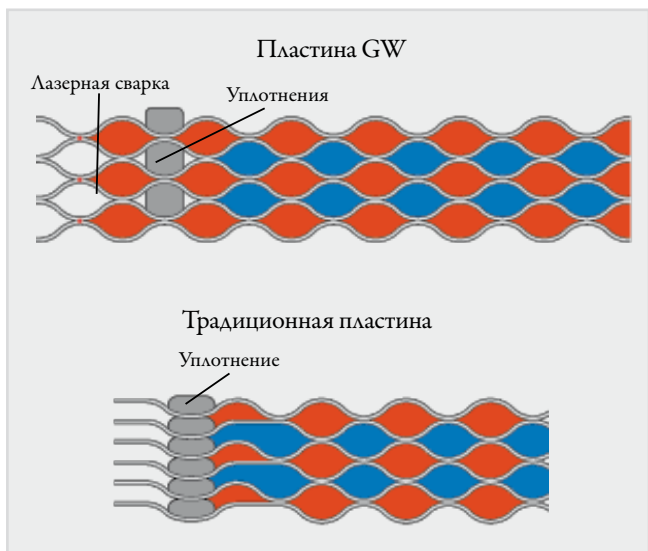 Пластина GW
Лазерная сварка
Уплотнения
Традиционная пластина
Уплотнение